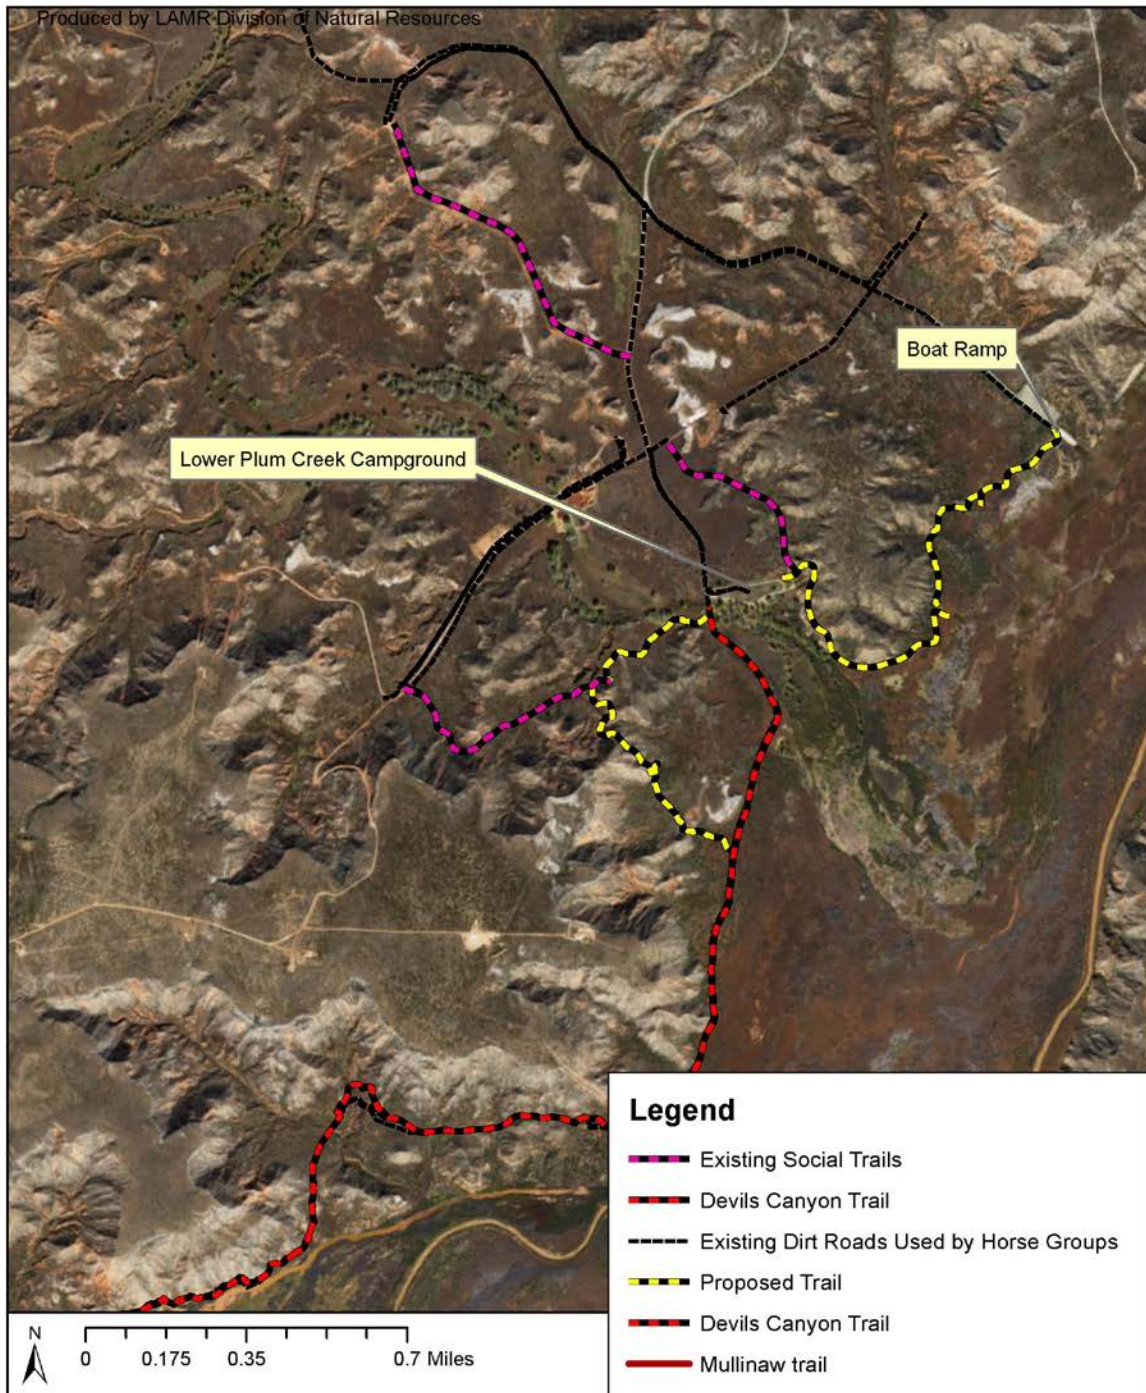 Produced by LAMR Division of Natural Resources
Boat Ramp
Lower Plum Creek Campground
Legend
Existing Social Trails
Devils Canyon Trail
Existing Dirt Roads Used by Horse Groups
Proposed Trail
Devils Canyon Trail
Mullinaw trail
N
0 0.175 0.35 0.7 Miles